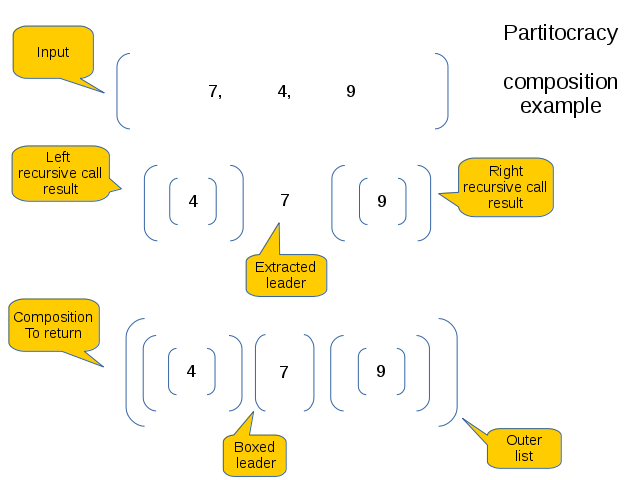 Partitocracy
composition
example
Input
7, 4, 9
Left
recursive call
result
4 7 9
Right
recursive call
result
Extracted
leader
Composition
To return
4 7 9
Boxed
leader
Outer
list